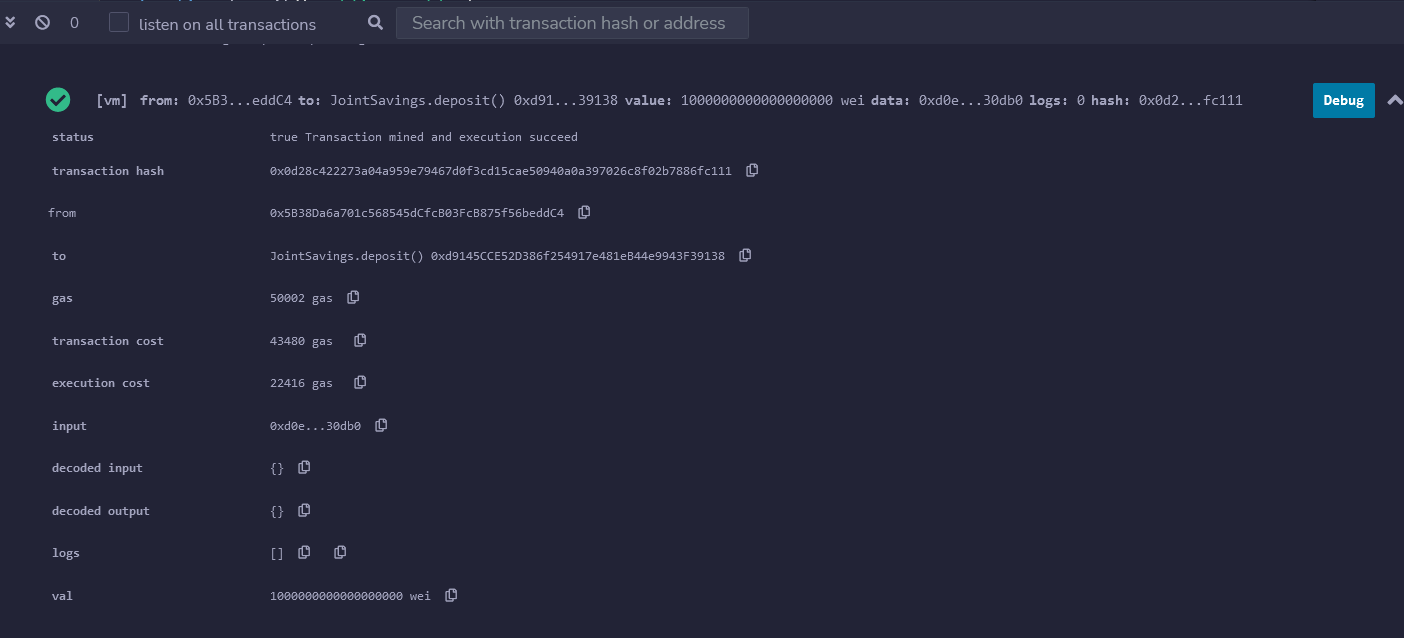 0 listen on all transactions Search with transaction hash or address
[vm] from: 0x5B3...eddC4 to: JointSavings.deposit() 0xd91...39138 value: 1000000000000000000 wei data: 0xd0e...30db0 logs: 0 hash: 0x0d2...fc111 Debug
status true Transaction mined and execution succeed
transaction hash 0x0d28c422273a04a959e79467d0f3cd15cae50940a0a397026c8f02b7886fc111
from 0x5B38Da6a701c568545dCfcB03FcB875f56beddC4
to JointSavings.deposit() 0xd9145CCE52D386f254917e481eB44e9943F39138
gas 50002 gas
transaction cost 43480 gas
execution cost 22416 gas
input 0xd0e...30db0
decoded input {}
decoded output {}
logs []
val 1000000000000000000 wei